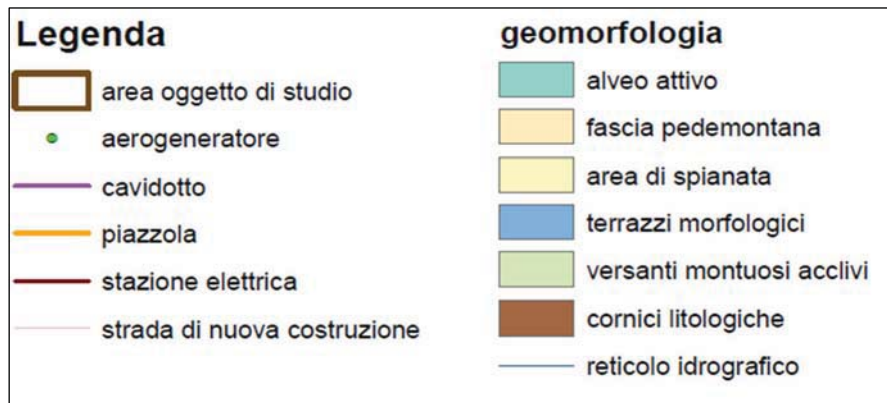 Legenda
area oggetto di studio
aerogeneratore
cavidotto
piazzola
stazione elettrica
strada di nuova costruzione
geomorfologia
alveo attivo
fascia pedemontana
area di spianata
terrazzi morfologici
versanti montuosi acclivi
cornici litologiche
reticolo idrografico